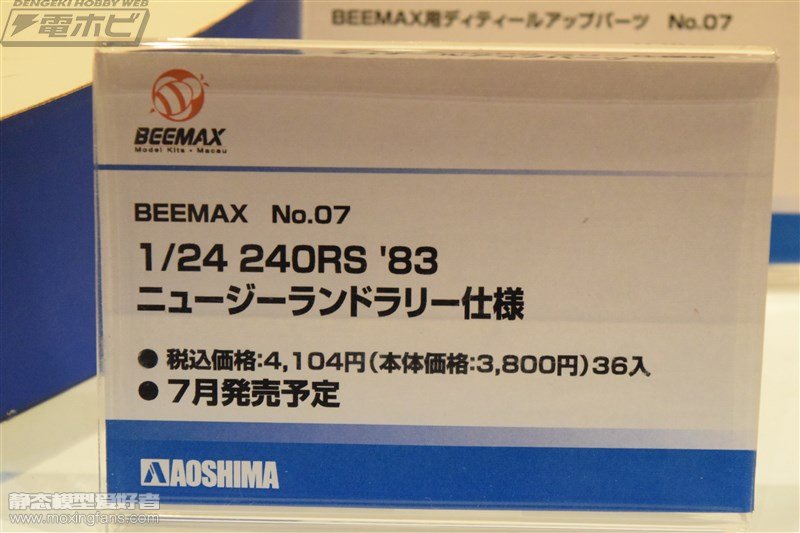 DENGEKI HOBBY WEB
電ホビ
BEEMAX用ディティールアップパーツ No.07
BEEMAX
Model Kits・Macau
BEEMAX No.07
1/24 240RS '83
ニュージーランドラリー仕様
● 税込価格:4,104円(本体価格:3,800円)36入
● 7月発売予定
AOSHIMA
静态模型爱好者
www.moxingfans.com